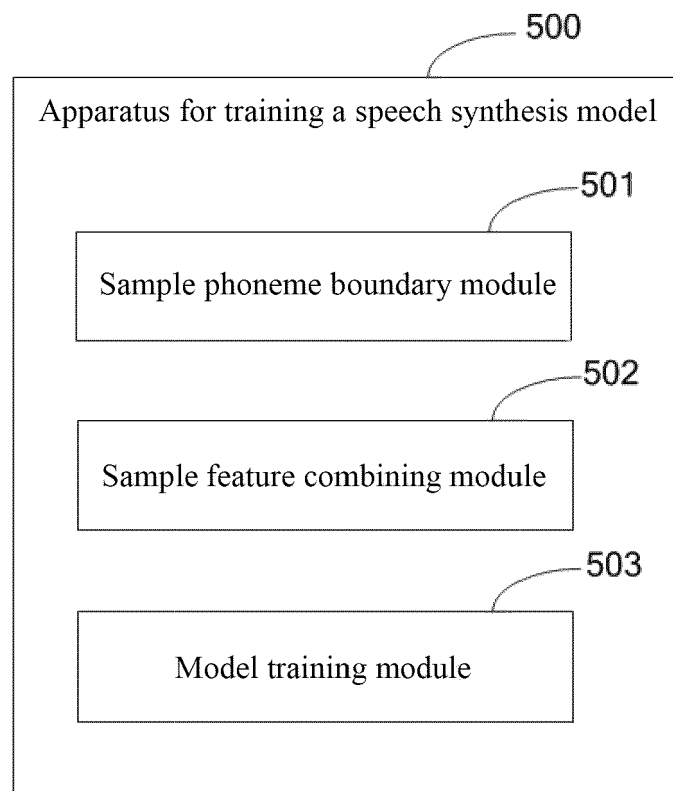 500
Apparatus for training a speech synthesis model
501
Sample phoneme boundary module
502
Sample feature combining module
503
Model training module